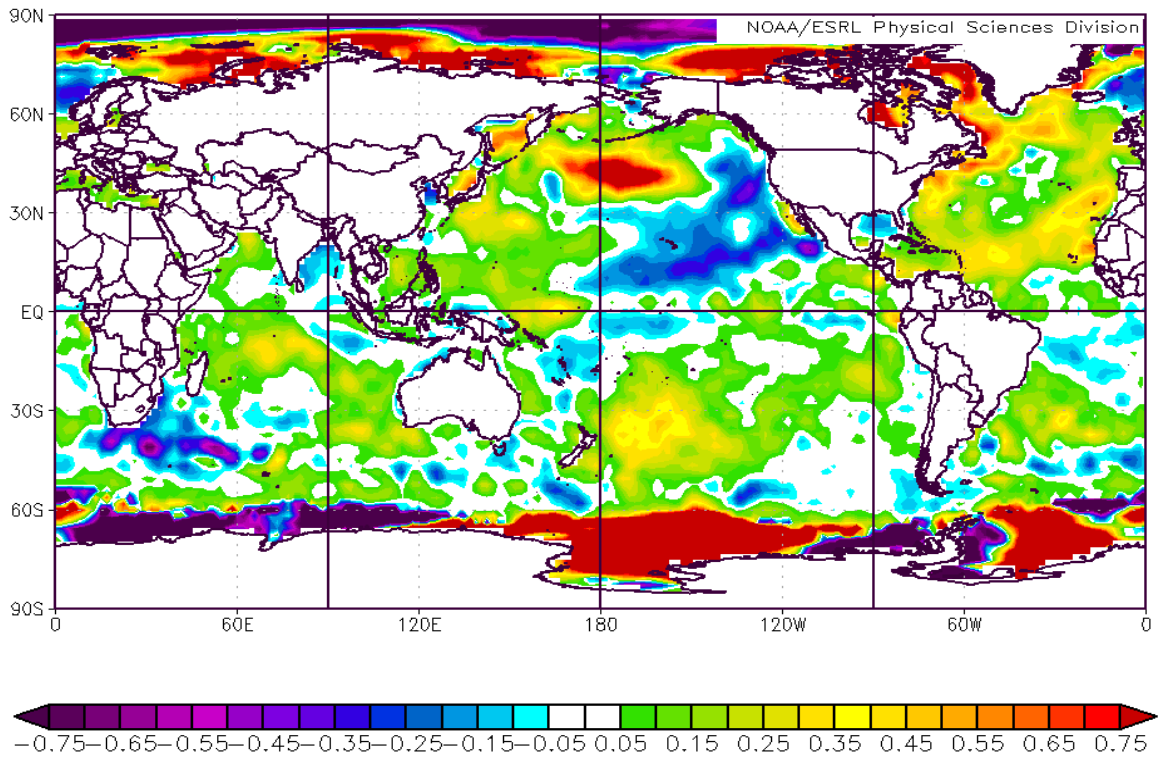 90N
NOAA/ESRL Physical Sciences Division
60N
30N
EQ
30S
60S
90S
0 60E 120E 180 120W 60W 0
-0.75-0.65-0.55-0.45-0.35-0.25-0.15-0.05 0.05 0.15 0.25 0.35 0.45 0.55 0.65 0.75